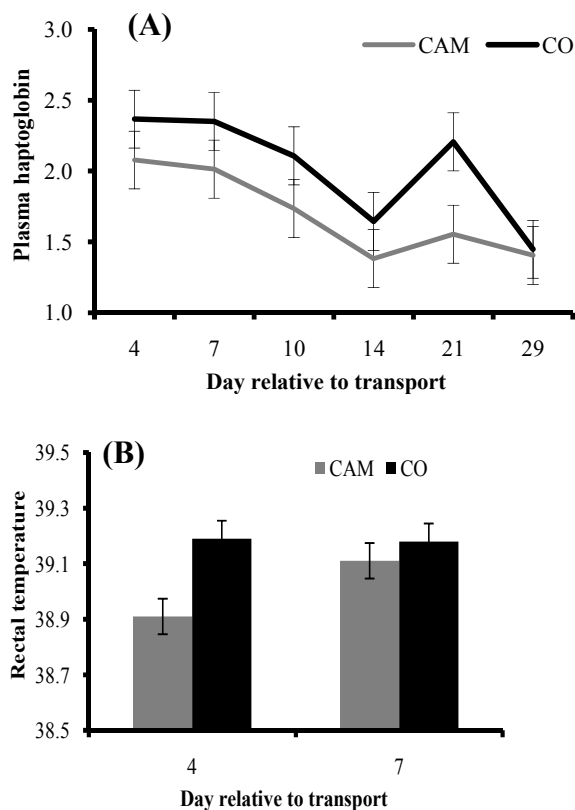 (A)
CAM CO
3.0
2.5
2.0
1.5
1.0
Plasma haptoglobin
4 7 10 14 21 29
Day relative to transport
(B)
CAM CO
39.5
39.3
39.1
38.9
38.7
38.5
Rectal temperature
4 7
Day relative to transport